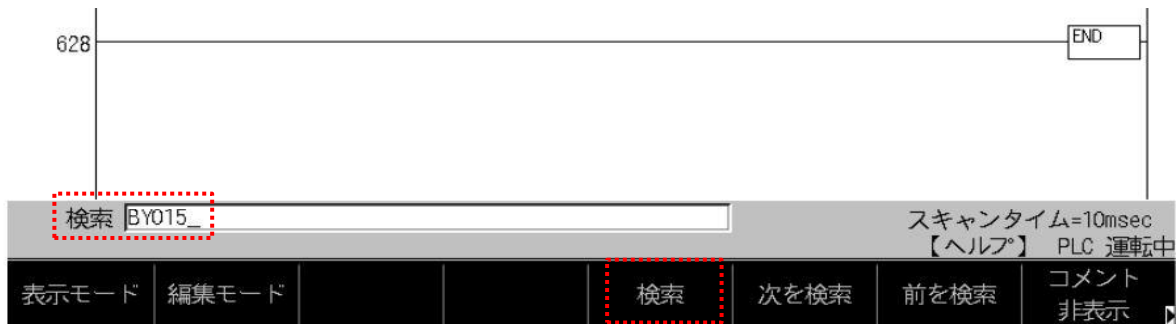 628
END
検索 BY015_
スキャンタイム=10msec
【ヘルプ】 PLC 運転中
表示モード 編集モード 検索 次を検索 前を検索 コメント
非表示